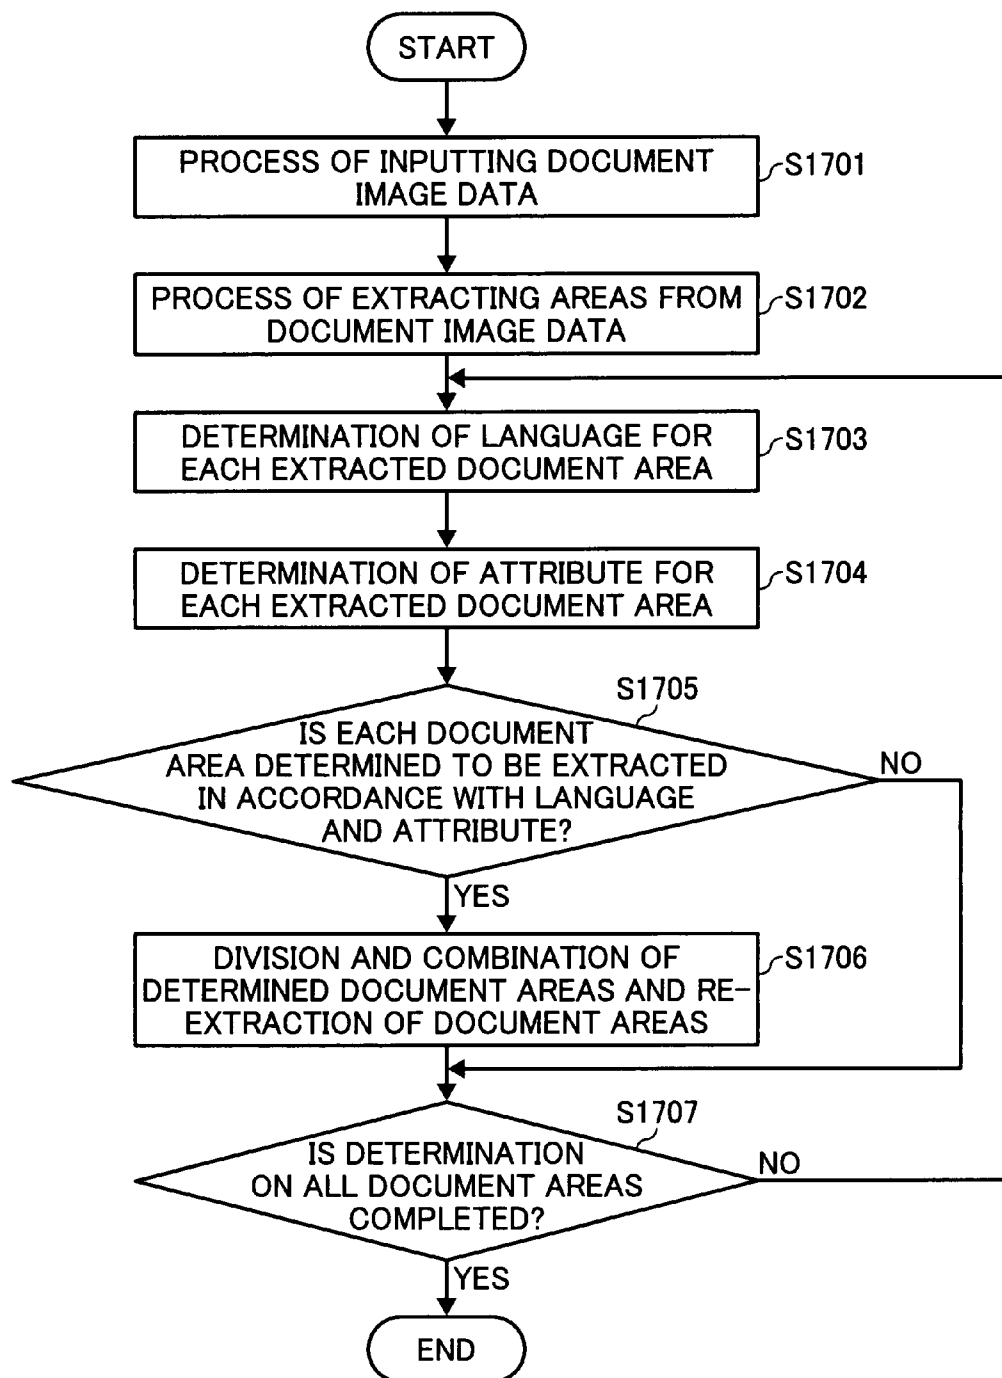 START
PROCESS OF INPUTTING DOCUMENT
IMAGE DATA
S1701
PROCESS OF EXTRACTING AREAS FROM
DOCUMENT IMAGE DATA
S1702
DETERMINATION OF LANGUAGE FOR
EACH EXTRACTED DOCUMENT AREA
S1703
DETERMINATION OF ATTRIBUTE FOR
EACH EXTRACTED DOCUMENT AREA
S1704
S1705
IS EACH DOCUMENT
AREA DETERMINED TO BE EXTRACTED
IN ACCORDANCE WITH LANGUAGE
AND ATTRIBUTE?
NO
YES
DIVISION AND COMBINATION OF
DETERMINED DOCUMENT AREAS AND RE-
EXTRACTION OF DOCUMENT AREAS
S1706
S1707
IS DETERMINATION
ON ALL DOCUMENT AREAS
COMPLETED?
NO
YES
END